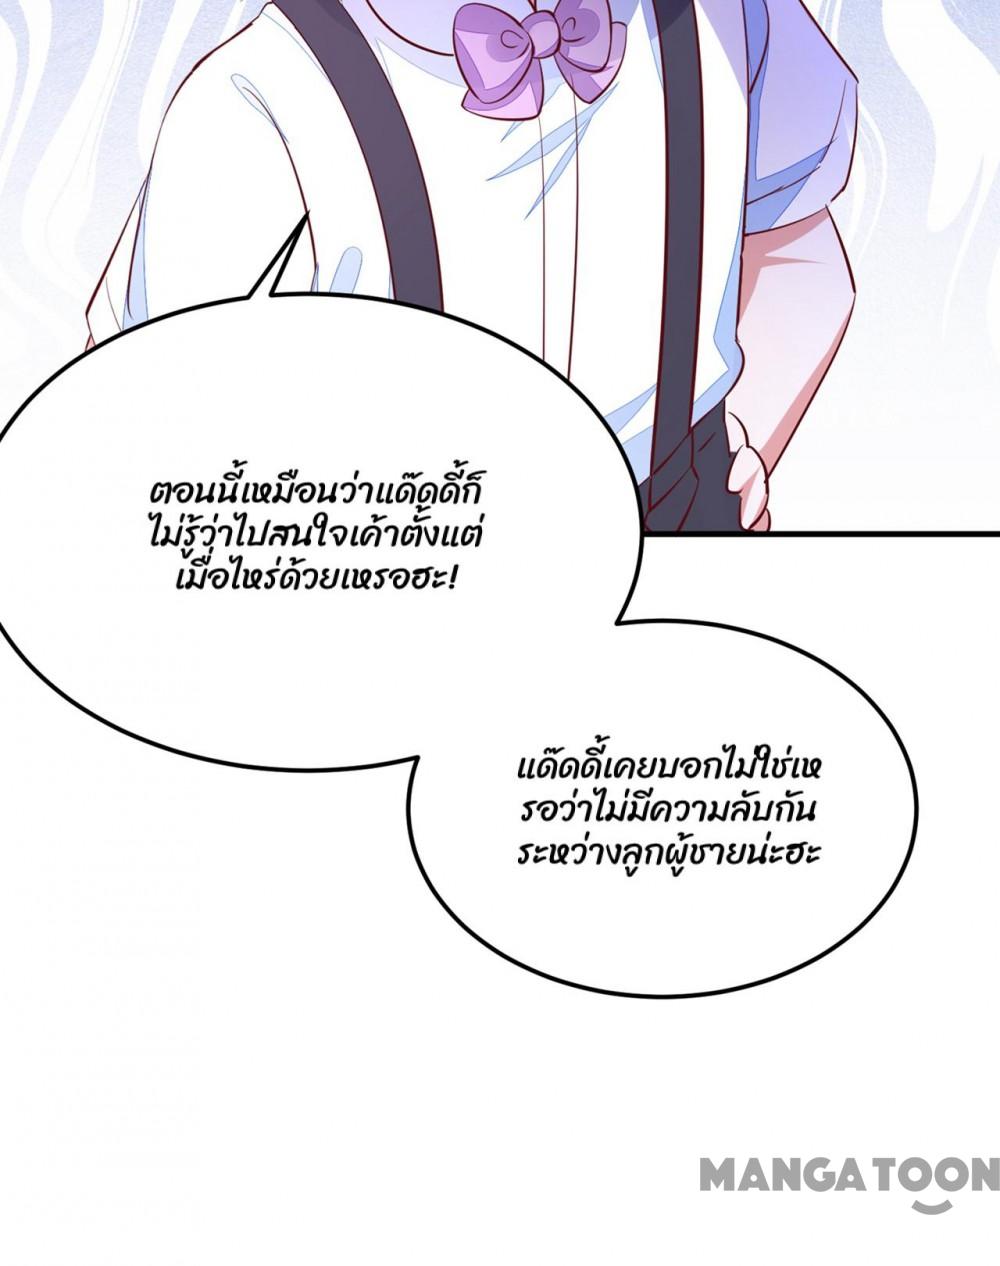 ตอนนี้เหมือนว่าแด๊ดดี้ก็
ไม่รู้ว่าไปสนใจเค้าตั้งแต่
เมื่อไหร่ด้วยเหรอฮะ!
แด๊ดดี้เคยบอกไม่ใช่เห
รอว่าไม่มีความลับกัน
ระหว่างลูกผู้ชายน่ะฮะ
MANGATOON